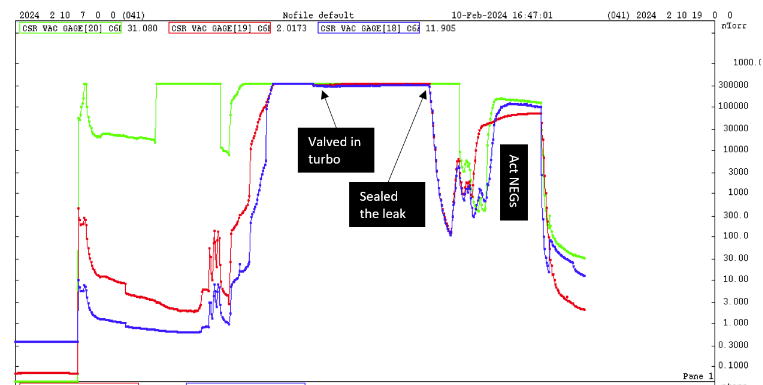 2024 2 10 7 0 0 (041) Nofile default 10-Feb-2024 16:47:01 (041) 2024 2 10 19 0 0
CSR VAC GAGE[20] C6 31.080 CSR VAC GAGE[19] C6 2.0173 CSR VAC GAGE[18] C6 11.905 nTorr
1000.0
300000
100000
30000
10000
3000
1000
300.0
100.0
30.00
10.00
3.000
1.000
0.3000
0.1000
Valved in
turbo
Sealed
the leak
Act NEGs
Pane 1